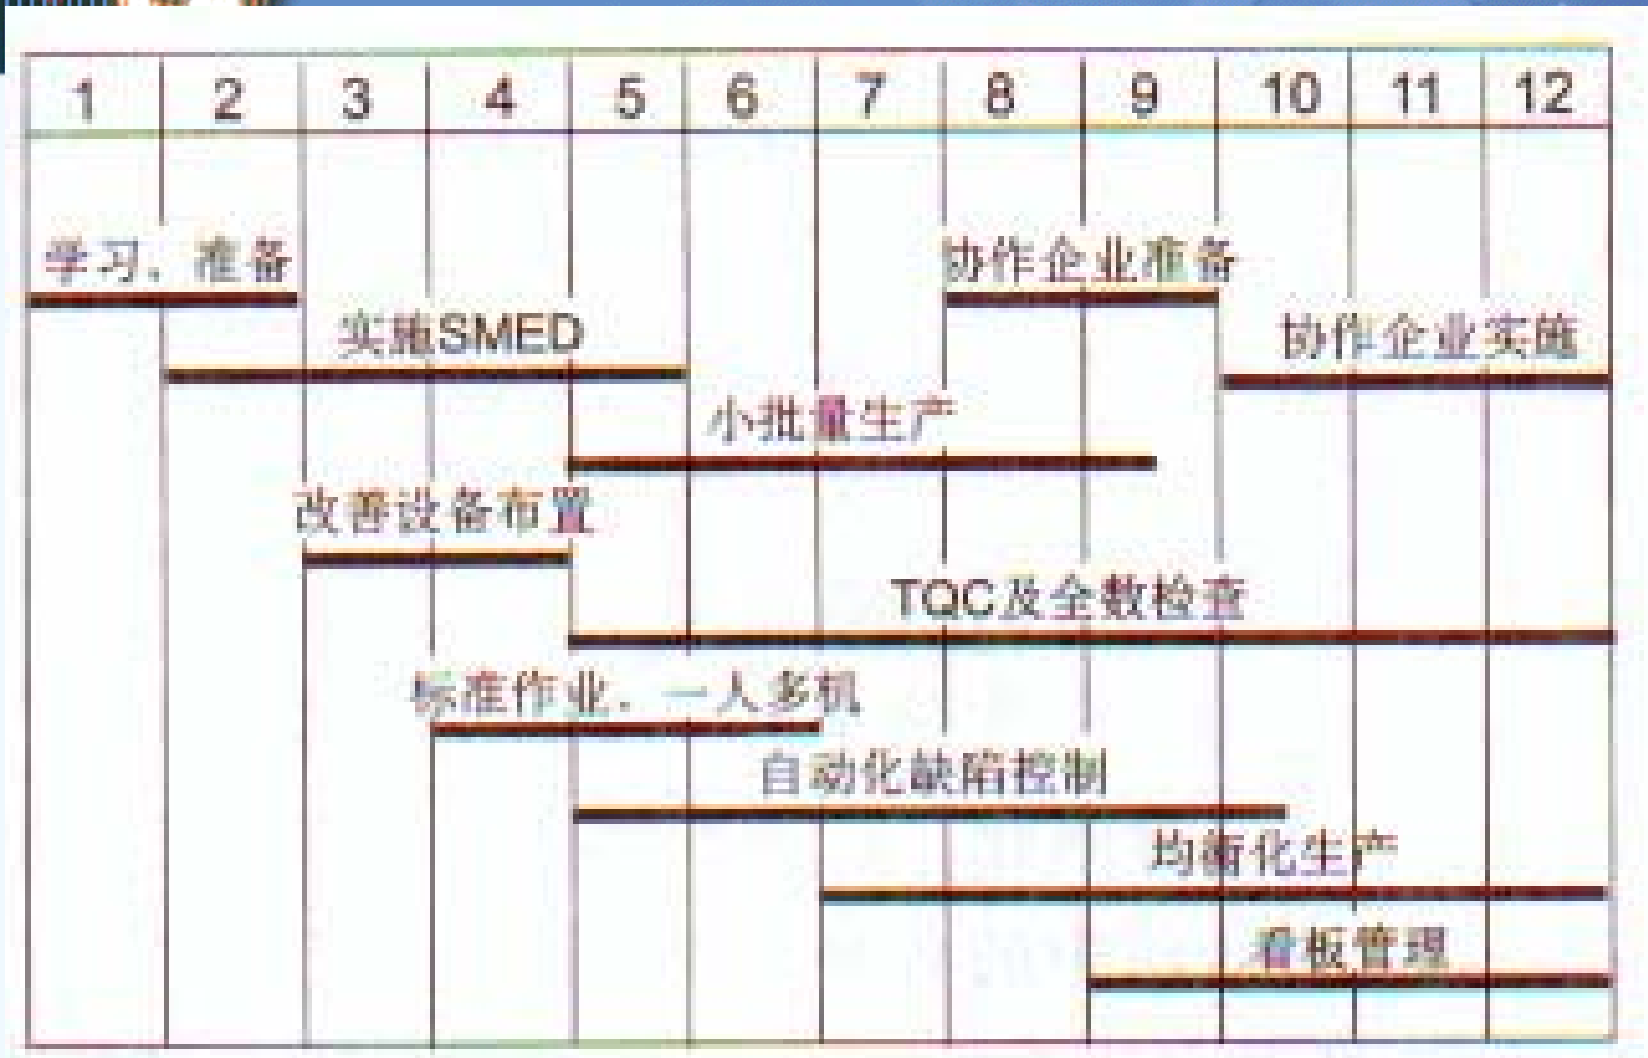 1 2 3 4 5 6 7 8 9 10 11 12
学习、准备
协作企业准备
实施SMED
协作企业实施
小批量生产
改善设备布置
TQC及全数检查
标准作业、一人多机
自动化缺陷控制
均衡化生产
看板管理